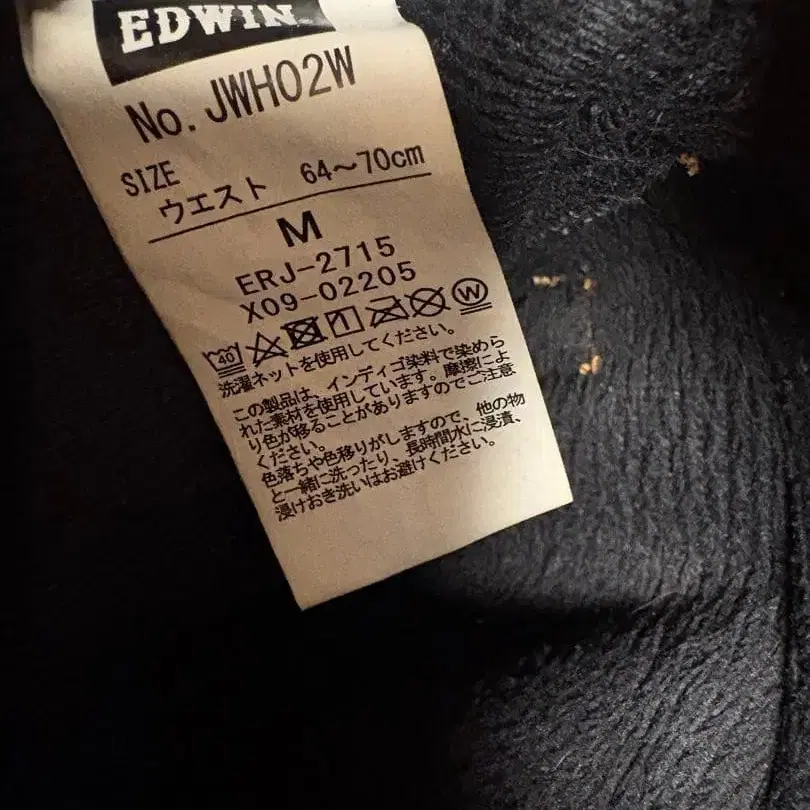 EDWIN
No. JWH02W
SIZE
ウエスト 64～70cm
M
ERJ-2715
X09-02205
40 W
洗濯ネットを使用してください。
この製品は、インディゴ染料で染めら
れた素材を使用しています。摩擦によ
り色が移ることがありますのでご注意
ください。
色落ちや色移りがしますので、他の物
と一緒に洗ったり、長時間水に浸漬、
浸けおき洗いはお避けください。